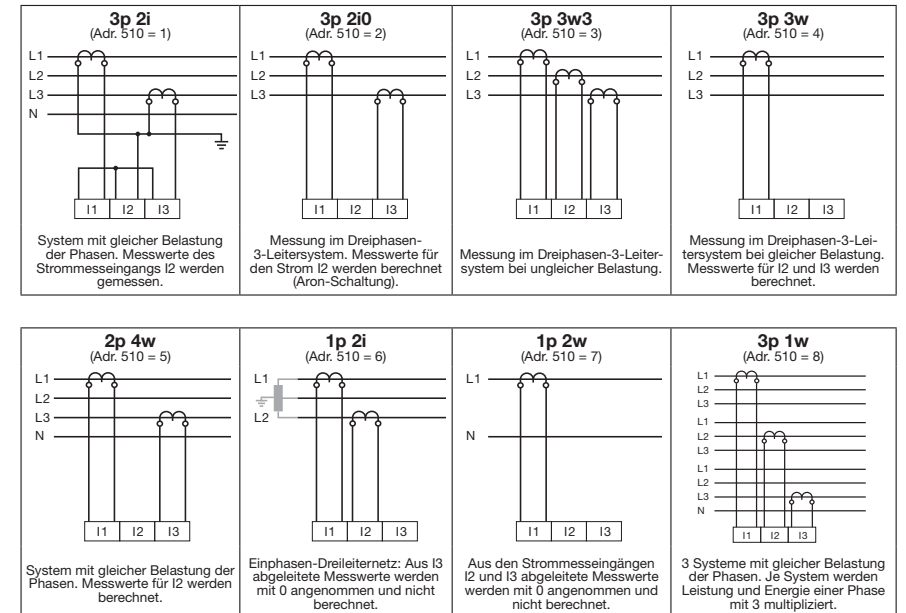 3p 2i
(Adr. 510 = 1)
L1
L2
L3
N
I1 I2 I3
System mit gleicher Belastung
der Phasen. Messwerte des
Strommesseingangs I2 werden
gemessen.
3p 2i0
(Adr. 510 = 2)
L1
L2
L3
I1 I2 I3
Messung im Dreiphasen-
3-Leitersystem. Messwerte für
den Strom I2 werden berechnet
(Aron-Schaltung).
3p 3w3
(Adr. 510 = 3)
L1
L2
L3
I1 I2 I3
Messung im Dreiphasen-3-Leiter-
system bei ungleicher Belastung.
3p 3w
(Adr. 510 = 4)
L1
L2
L3
I1 I2 I3
Messung im Dreiphasen-3-Lei-
tersystem bei gleicher Belastung.
Messwerte für I2 und I3 werden
berechnet.
2p 4w
(Adr. 510 = 5)
L1
L2
L3
N
I1 I2 I3
System mit gleicher Belastung der
Phasen. Messwerte für I2 werden
berechnet.
1p 2i
(Adr. 510 = 6)
L1
L2
I1 I2 I3
Einphasen-Dreileiternetz: Aus I3
abgeleitete Messwerte werden
mit 0 angenommen und nicht
berechnet.
1p 2w
(Adr. 510 = 7)
L1
N
I1 I2 I3
Aus den Strommesseingängen
I2 und I3 abgeleitete Messwerte
werden mit 0 angenommen und
nicht berechnet.
3p 1w
(Adr. 510 = 8)
L1
L2
L3
L1
L2
L3
L1
L2
L3
N
I1 I2 I3
3 Systeme mit gleicher Belastung
der Phasen. Je System werden
Leistung und Energie einer Phase
mit 3 multipliziert.